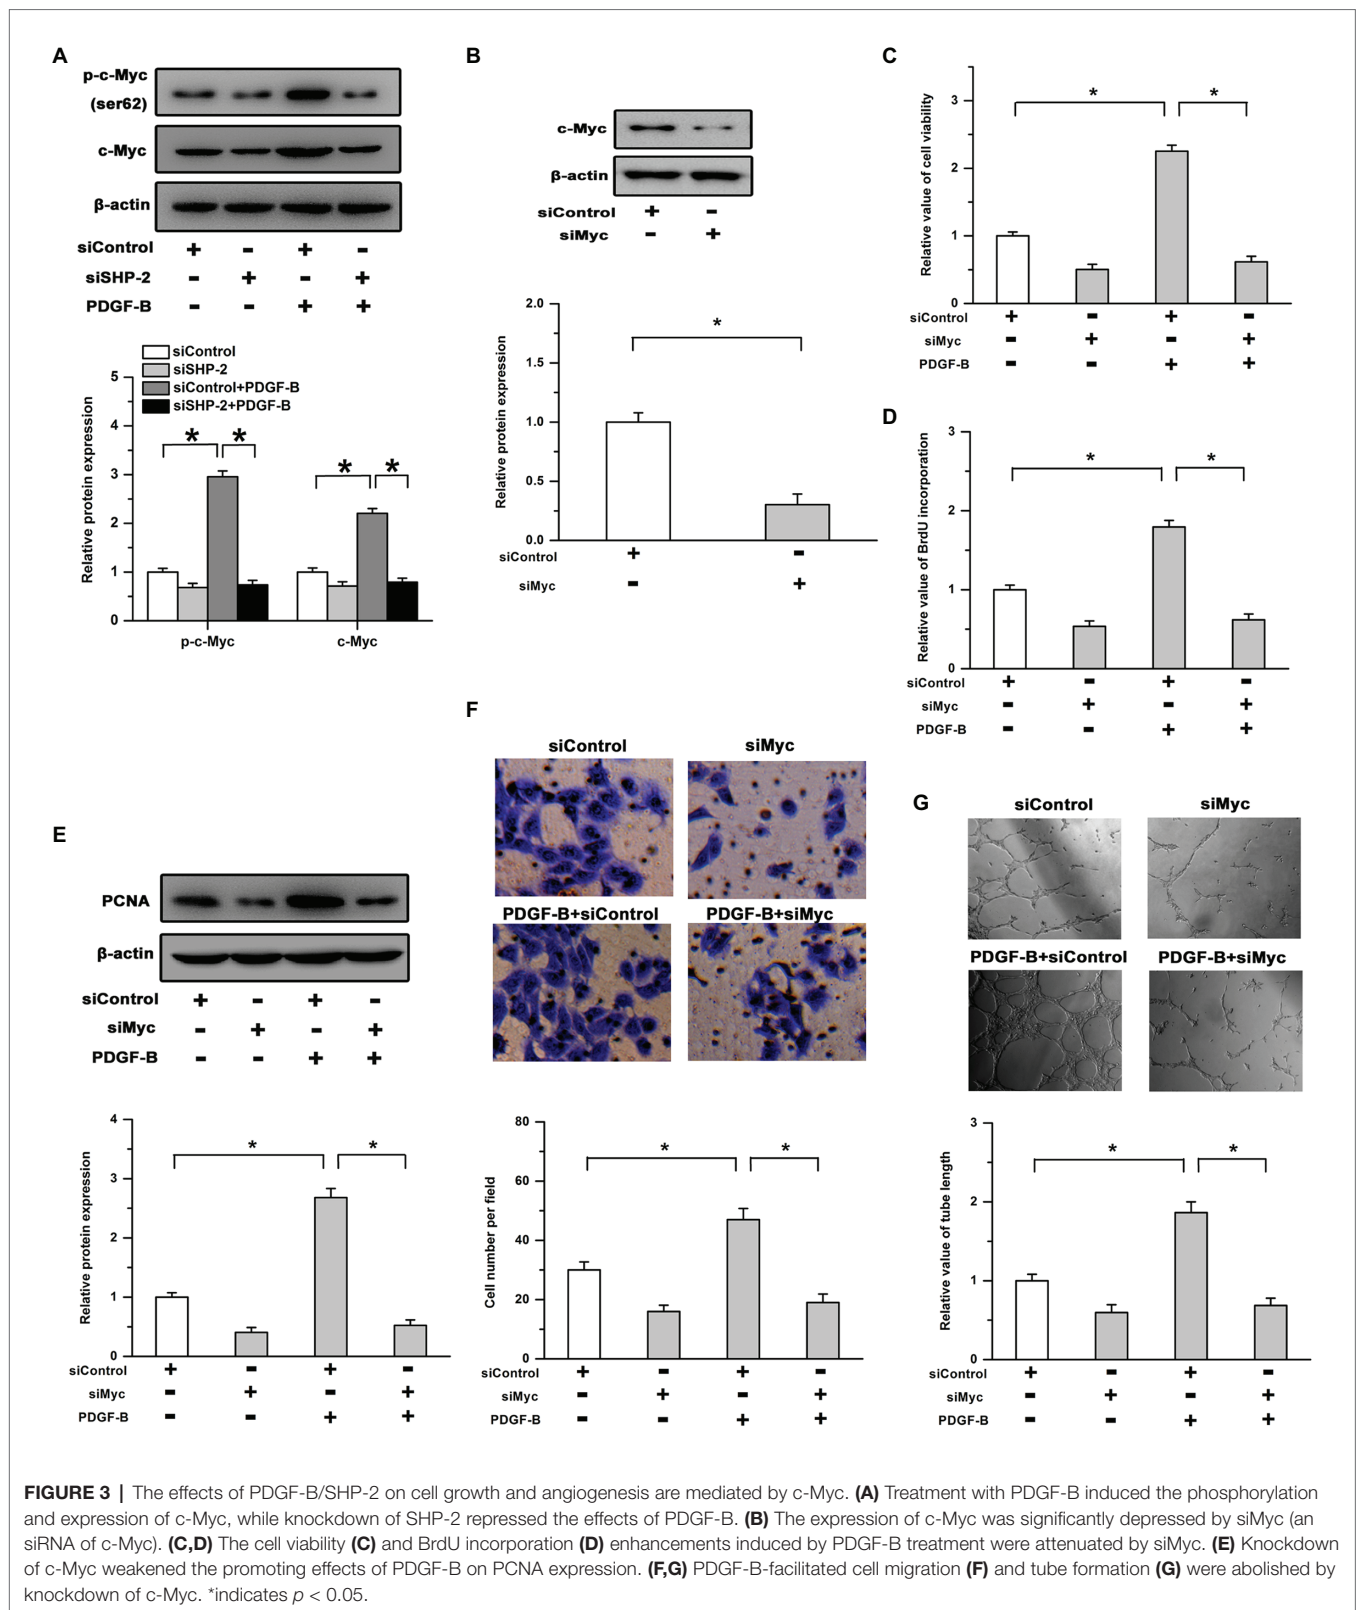 A
p-c-Myc
(ser62)
c-Myc
β-actin
siControl + - + -
siSHP-2 - + - +
PDGF-B - - + +
siControl
siSHP-2
siControl+PDGF-B
siSHP-2+PDGF-B
Relative protein expression
5
4
3
2
1
0
* * * *
p-c-Myc c-Myc
B
c-Myc
β-actin
siControl + -
siMyc - +
Relative protein expression
2.0
1.5
1.0
0.5
0.0
*
siControl + -
siMyc - +
C
Relative value of cell viability
3
2
1
0
* *
siControl + - + -
siMyc - + - +
PDGF-B - - + +
D
Relative value of BrdU incorporation
3
2
1
0
* *
siControl + - + -
siMyc - + - +
PDGF-B - - + +
E
PCNA
β-actin
siControl + - + -
siMyc - + - +
PDGF-B - - + +
Relative protein expression
4
3
2
1
0
* *
siControl + - + -
siMyc - + - +
PDGF-B - - + +
F
siControl siMyc
PDGF-B+siControl PDGF-B+siMyc
Cell number per field
80
60
40
20
0
* *
siControl + - + -
siMyc - + - +
PDGF-B - - + +
G
siControl siMyc
PDGF-B+siControl PDGF-B+siMyc
Relative value of tube length
3
2
1
0
* *
siControl + - + -
siMyc - + - +
PDGF-B - - + +
FIGURE 3 | The effects of PDGF-B/SHP-2 on cell growth and angiogenesis are mediated by c-Myc. (A) Treatment with PDGF-B induced the phosphorylation
and expression of c-Myc, while knockdown of SHP-2 repressed the effects of PDGF-B. (B) The expression of c-Myc was significantly depressed by siMyc (an
siRNA of c-Myc). (C,D) The cell viability (C) and BrdU incorporation (D) enhancements induced by PDGF-B treatment were attenuated by siMyc. (E) Knockdown
of c-Myc weakened the promoting effects of PDGF-B on PCNA expression. (F,G) PDGF-B-facilitated cell migration (F) and tube formation (G) were abolished by
knockdown of c-Myc. *indicates p < 0.05.